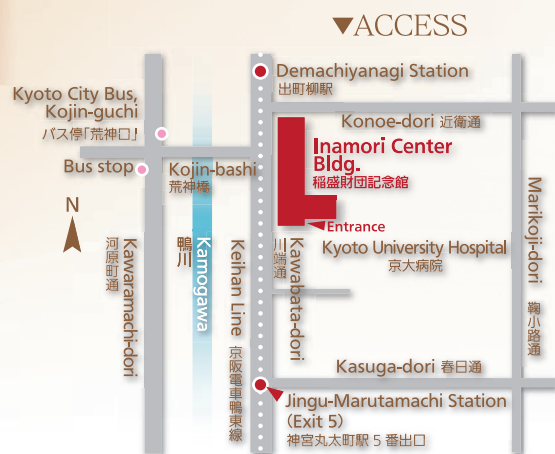 ▼ACCESS
Demachiyanagi Station
出町柳駅
Kyoto City Bus,
Kojin-guchi
バス停「荒神口」
Bus stop
Konoe-dori 近衛通
Inamori Center
Bldg.
稲盛財団記念館
Kojin-bashi
荒神橋
Entrance
N
Kyoto University Hospital
京大病院
Kawaramachi-dori
河原町通
Kamogawa
鴨川
Keihan Line 京阪電車鴨東線
Kawabata-dori
川端通
Marikoji-dori 鞠小路通
Kasuga-dori 春日通
Jingu-Marutamachi Station
(Exit 5)
神宮丸太町駅 5 番出口